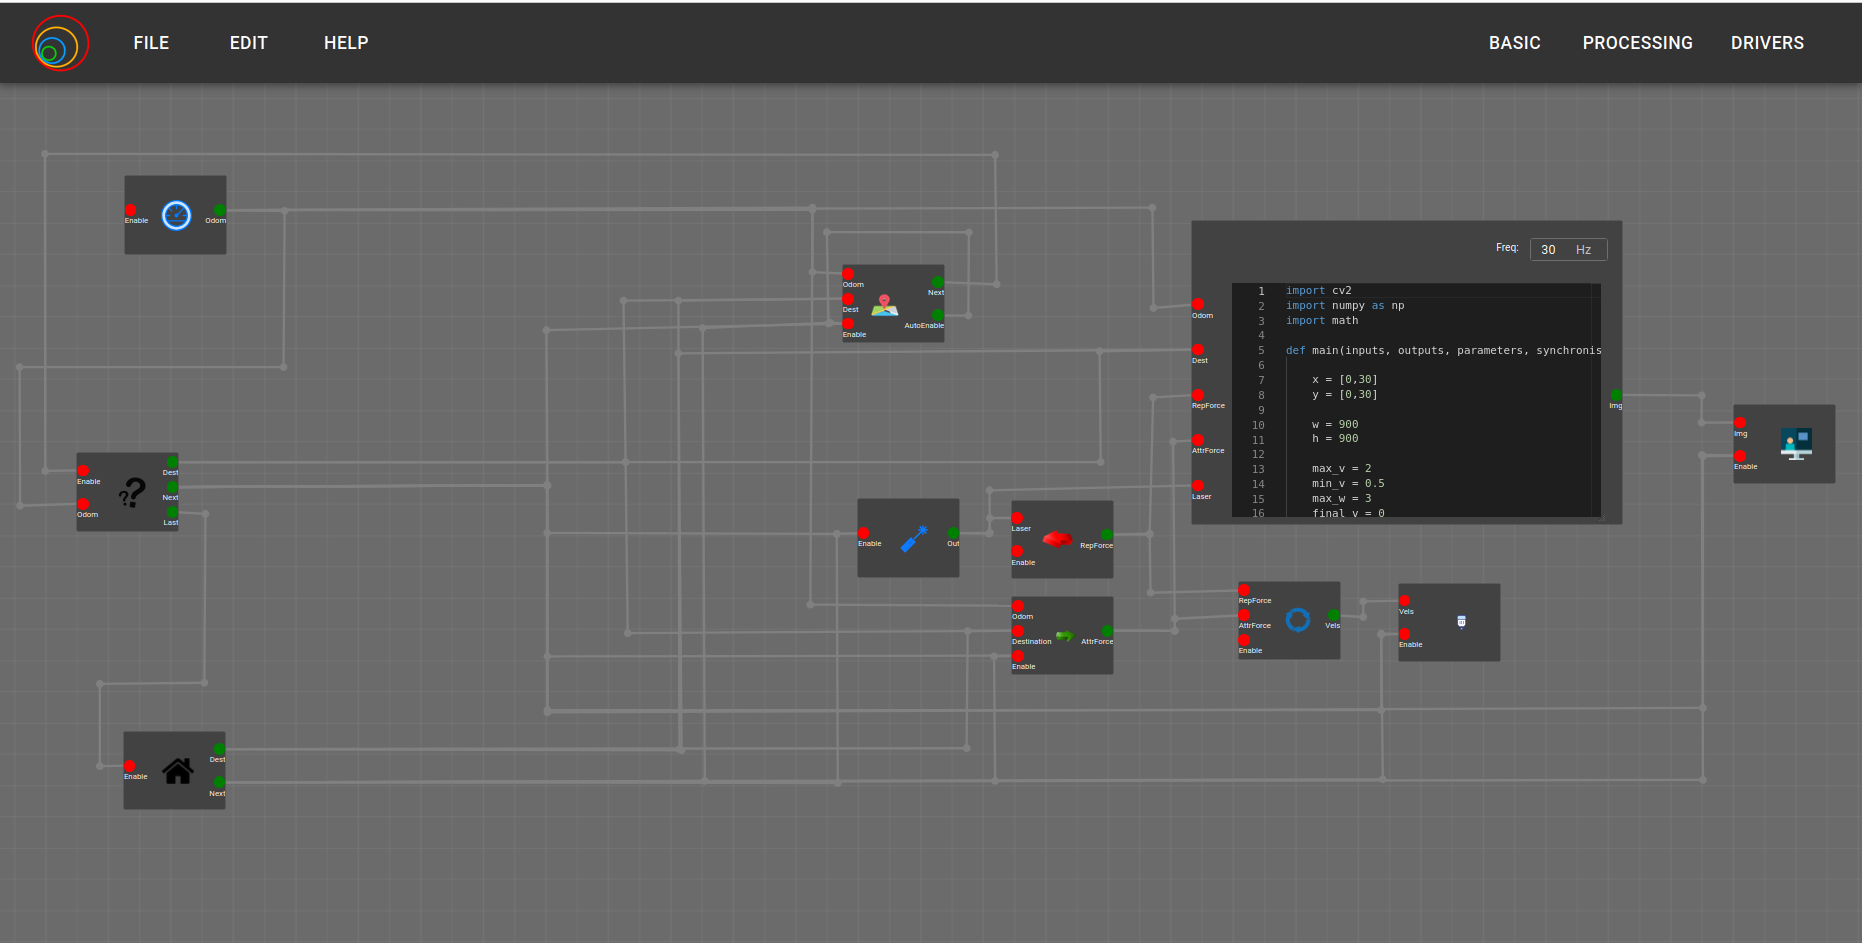 FILE EDIT HELP BASIC PROCESSING DRIVERS
Enable Odom
Odom Next
Dest
Enable AutoEnable
Freq: 30 Hz
Odom
Dest
RepForce
AttrForce
Laser
Img
1 import cv2
2 import numpy as np
3 import math
4
5 def main(inputs, outputs, parameters, synchronis
6
7 x = [0,30]
8 y = [0,30]
9
10 w = 900
11 h = 900
12
13 max_v = 2
14 min_v = 0.5
15 max_w = 3
16 final v = 0
Img
Enable
Enable Dest
Next
Odom Last
Enable Out
Laser
RepForce
Enable
Odom
Destination AttrForce
Enable
RepForce
AttrForce Vels
Enable
Vels
Enable
Enable Dest
Next